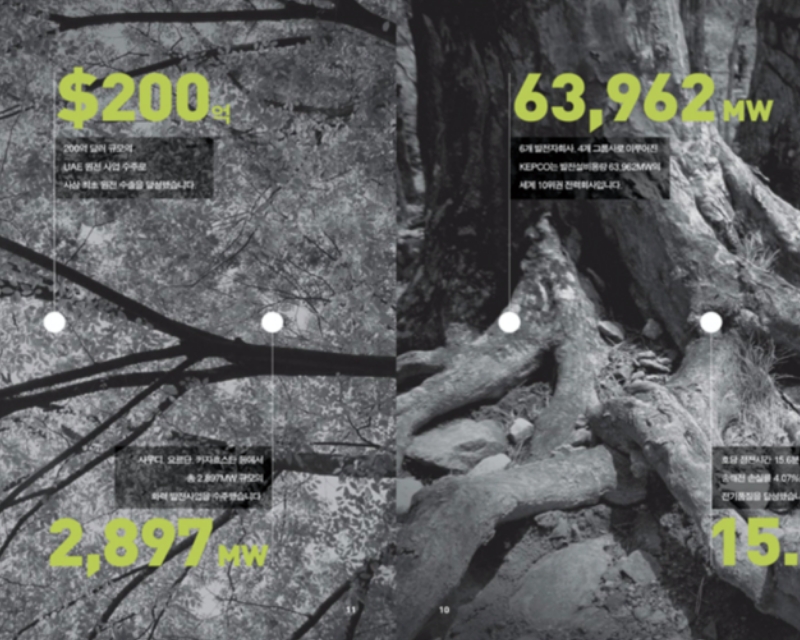 $200억
200억 달러 규모의
UAE 원전 사업 수주로
사상 최초 원전 수출을 달성했습니다
사우디, 요르단, 카자흐스탄 등에서
총 2,897MW 규모의
화력 발전사업을 수주했습니다
2,897MW
11
63,962MW
6개 발전자회사, 4개 그룹사로 이루어진
KEPCO는 발전설비용량 63,962MW의
세계 10위권 전력회사입니다
호당 정전시간 15.6분
송배전 손실률 4.07%
전기품질을 달성했습니
15.
10